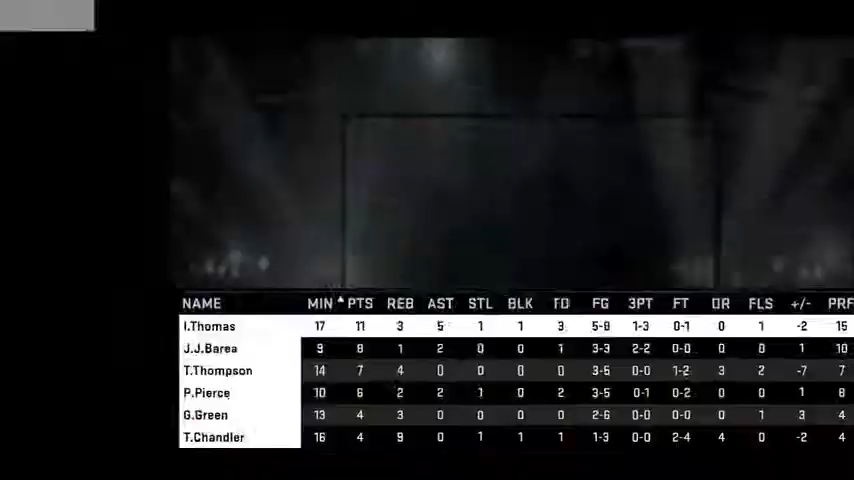 NAME MIN PTS REB AST STL BLK TO FG 3PT FT OR FLS +/- PRF
I.Thomas 17 11 3 5 1 1 3 5-8 1-3 0-1 0 1 -2 15
J.J.Barea 9 8 1 2 0 0 1 3-3 2-2 0-0 0 0 1 10
T.Thompson 14 7 4 0 0 0 0 3-5 0-0 1-2 3 2 -7 7
P.Pierce 10 6 2 2 1 0 2 3-5 0-1 0-2 0 0 1 8
G.Green 13 4 3 0 0 0 0 2-6 0-0 0-0 0 1 3 4
T.Chandler 16 4 9 0 1 1 1 1-3 0-0 2-4 4 0 -2 4